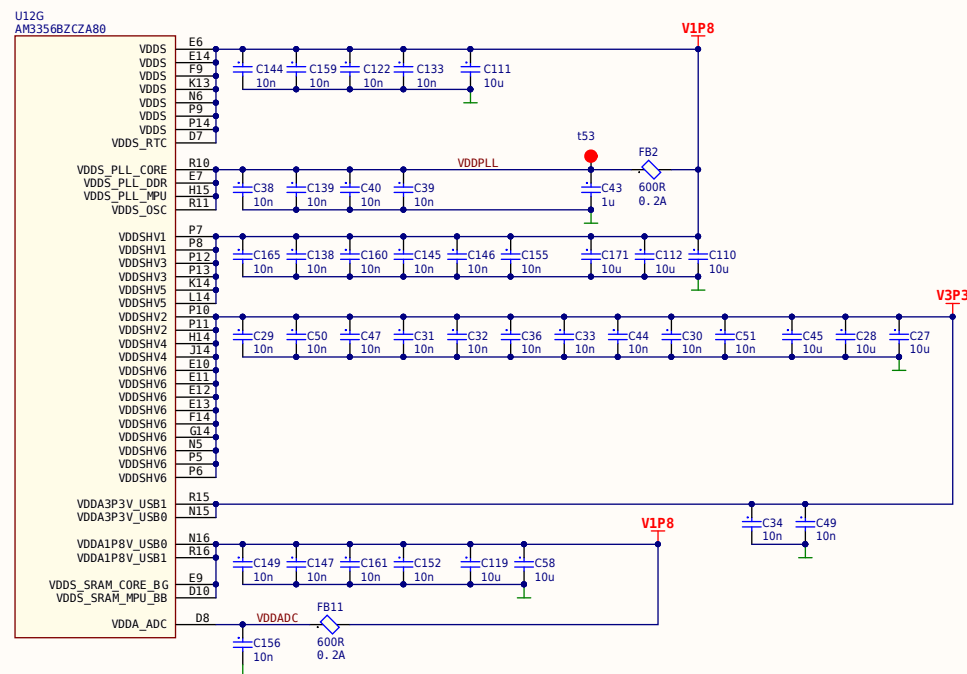 U12G
AM3356BZCZA80
V1P8
VDDS E6
VDDS E14
VDDS F9
VDDS K13
VDDS N6
VDDS P9
VDDS P14
VDDS_RTC D7
C144 C159 C122 C133 C111
10n 10n 10n 10n 10u
t53
FB2
VDDPLL
VDDS_PLL_CORE R10
VDDS_PLL_DDR E7
VDDS_PLL_MPU H15
VDDS_OSC R11
C38 C139 C40 C39 C43 600R
10n 10n 10n 10n 1u 0.2A
VDDSHV1 P7
VDDSHV1 P8
VDDSHV3 P12
VDDSHV3 P13
VDDSHV5 K14
VDDSHV5 L14
C165 C138 C160 C145 C146 C155 C171 C112 C110
10n 10n 10n 10n 10n 10n 10u 10u 10u
V3P3
VDDSHV2 P10
VDDSHV2 P11
VDDSHV4 H14
VDDSHV4 J14
VDDSHV6 E10
VDDSHV6 E11
VDDSHV6 E12
VDDSHV6 E13
VDDSHV6 F14
VDDSHV6 G14
VDDSHV6 N5
VDDSHV6 P5
VDDSHV6 P6
C29 C50 C47 C31 C32 C36 C33 C44 C30 C51 C45 C28 C27
10n 10n 10n 10n 10n 10n 10n 10n 10n 10n 10u 10u 10u
VDDA3P3V_USB1 R15
VDDA3P3V_USB0 N15
C34 C49
10n 10n
V1P8
VDDA1P8V_USB0 N16
VDDA1P8V_USB1 R16
VDDS_SRAM_CORE_BG E9
VDDS_SRAM_MPU_BB D10
C149 C147 C161 C152 C119 C58
10n 10n 10n 10n 10u 10u
FB11
VDDA_ADC D8 VDDADC
C156 600R
10n 0.2A